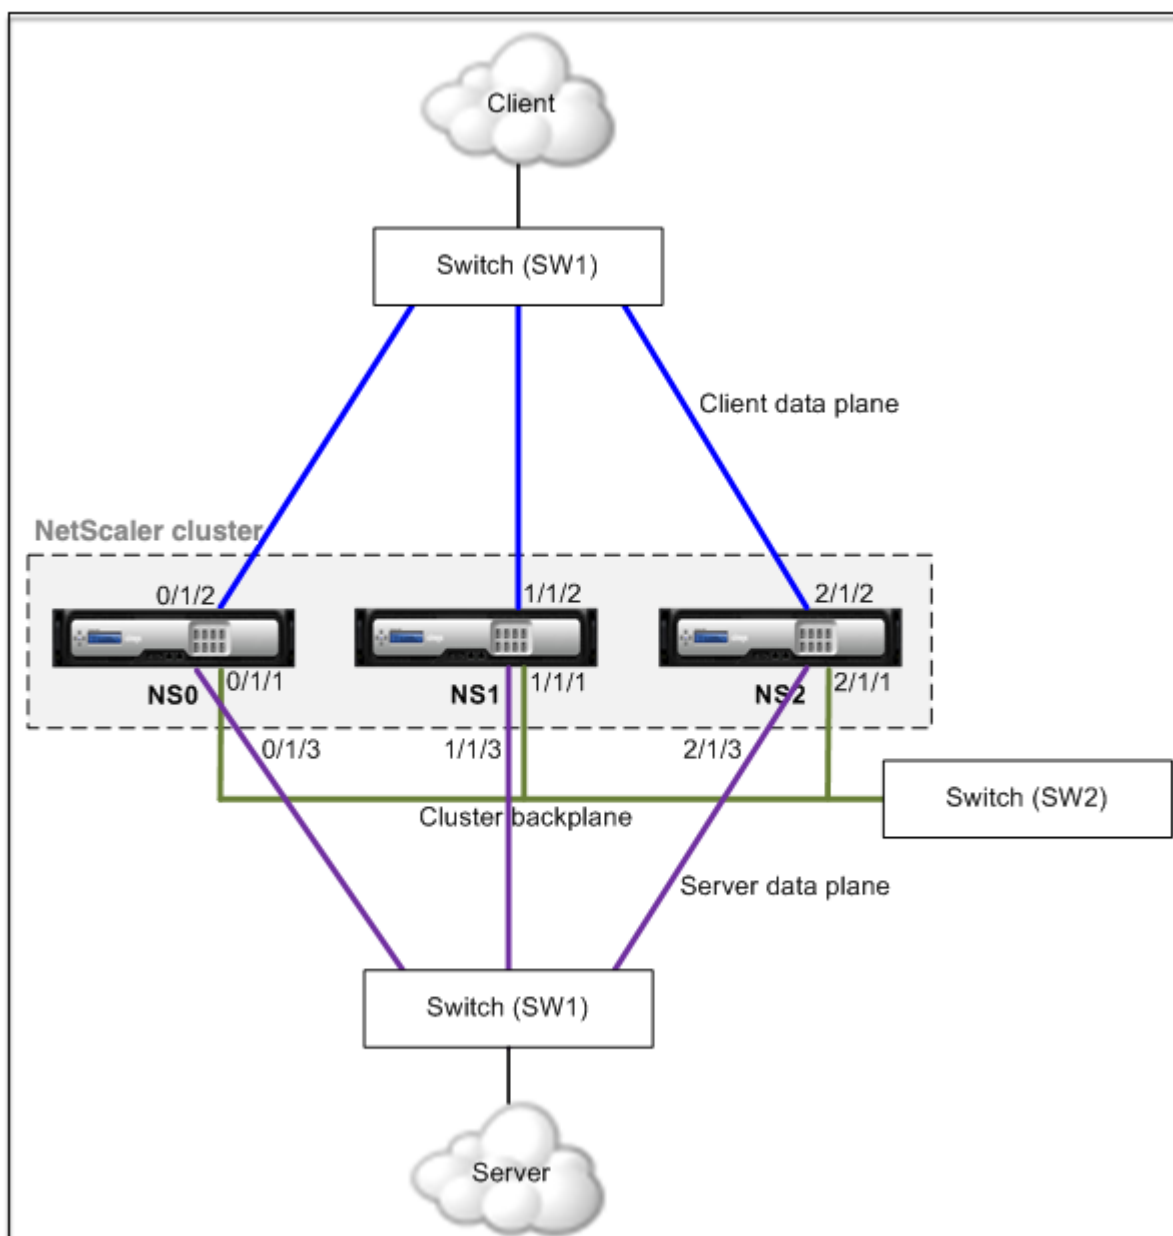 Client
Switch (SW1)
Client data plane
NetScaler cluster
0/1/2
1/1/2
2/1/2
0/1/1
1/1/1
2/1/1
NS0
NS1
NS2
0/1/3
1/1/3
2/1/3
Switch (SW2)
Cluster backplane
Server data plane
Switch (SW1)
Server